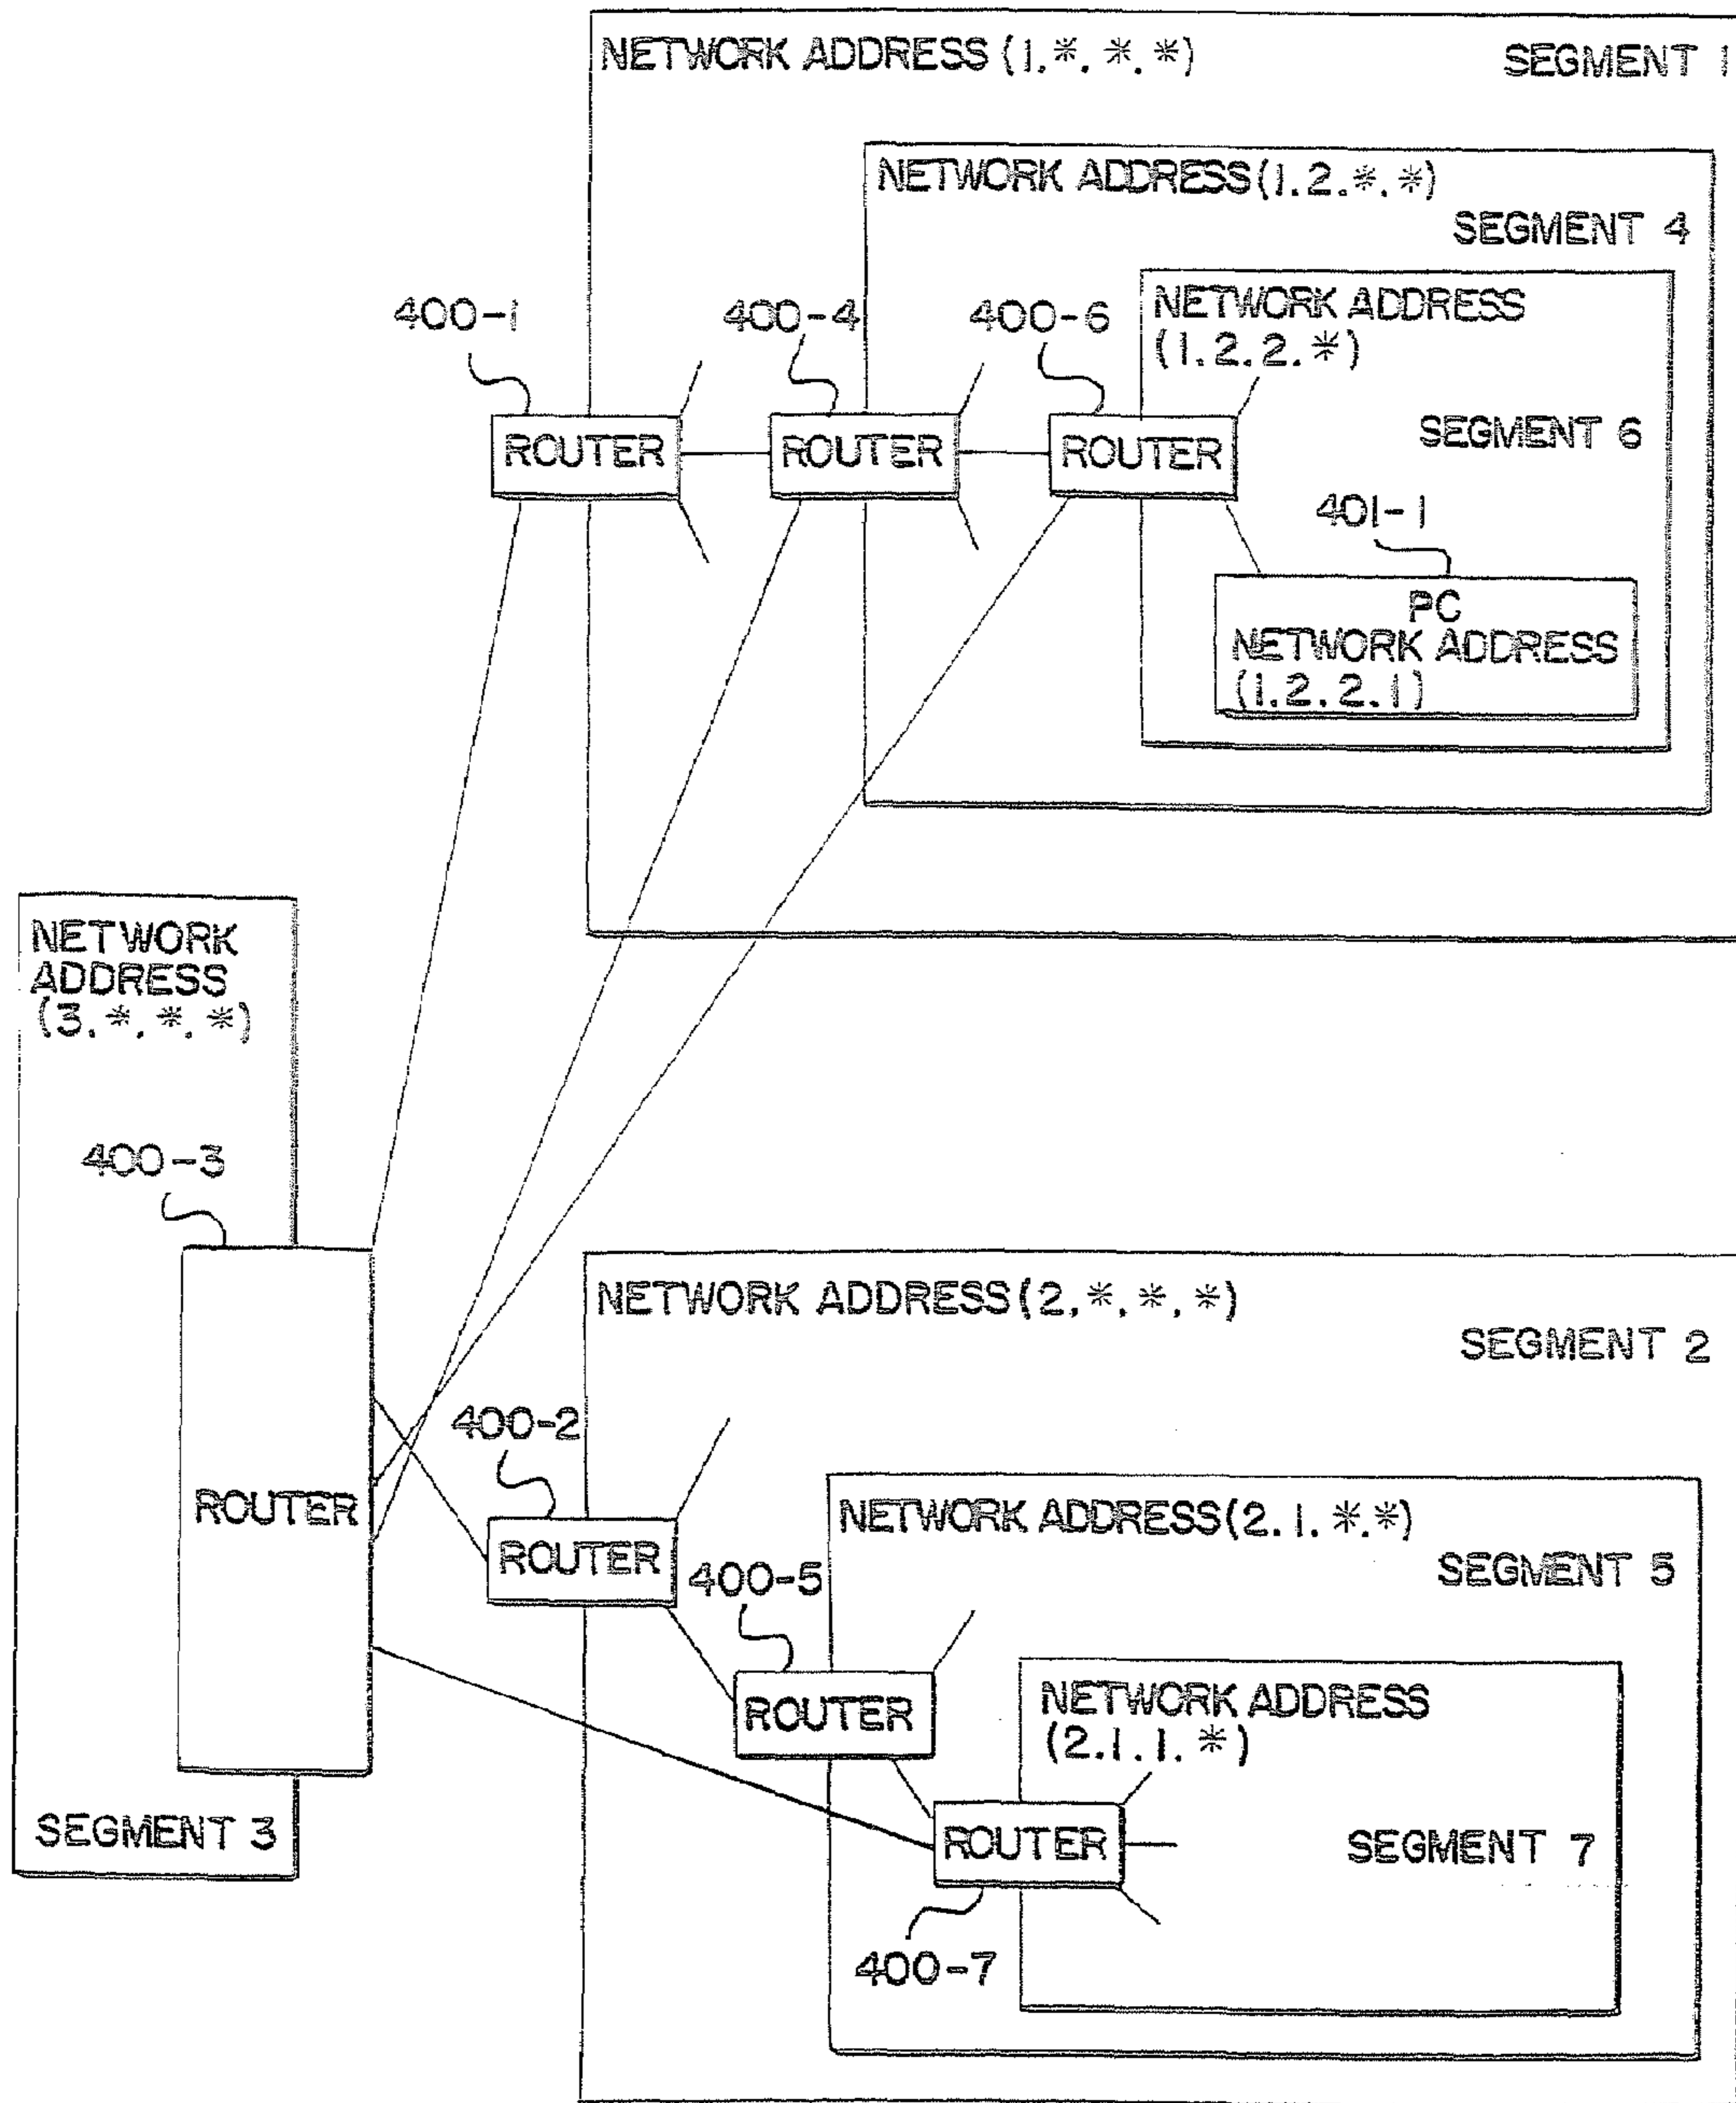 NETWORK ADDRESS (1.*.*.*)
SEGMENT 1
NETWORK ADDRESS (1.2.*.*)
SEGMENT 4
400-1
400-4
400-6
NETWORK ADDRESS
(1.2.2.*)
ROUTER
ROUTER
ROUTER
SEGMENT 6
401-1
PC
NETWORK ADDRESS
(1.2.2.1)
NETWORK
ADDRESS
(3.*.*.*)
400-3
ROUTER
SEGMENT 3
NETWORK ADDRESS (2,*.*,*)
SEGMENT 2
400-2
ROUTER
NETWORK ADDRESS (2.1.*.*)
SEGMENT 5
400-5
ROUTER
NETWORK ADDRESS
(2.1.1.*)
ROUTER
SEGMENT 7
400-7